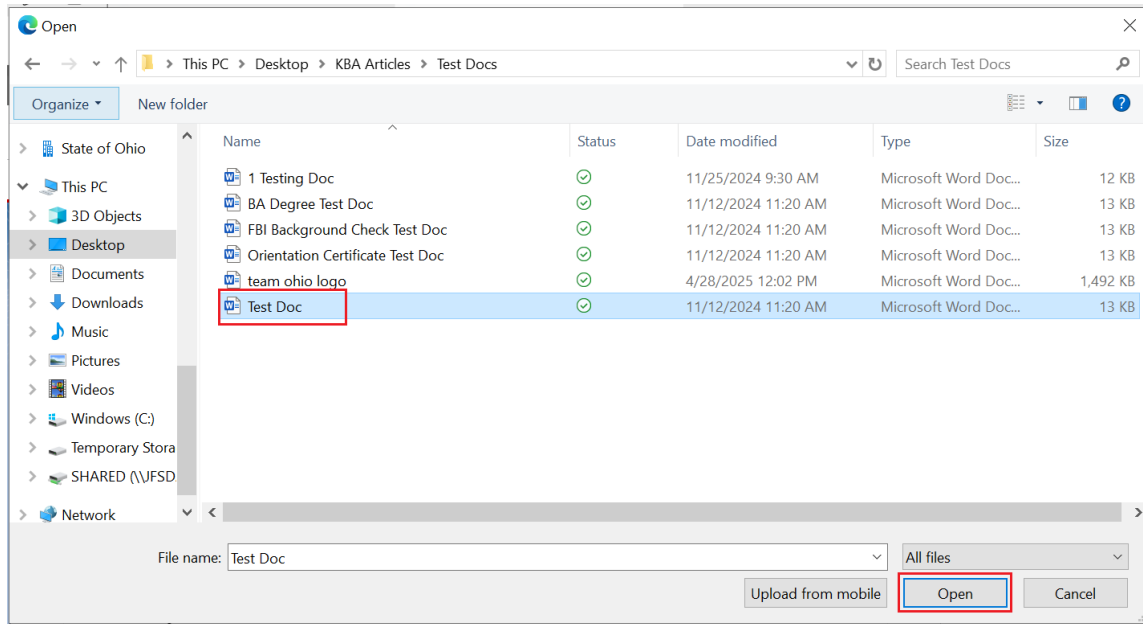 Open
This PC > Desktop > KBA Articles > Test Docs
Search Test Docs
Organize
New folder
Name Status Date modified Type Size
State of Ohio
This PC
3D Objects
Desktop
Documents
Downloads
Music
Pictures
Videos
Windows (C:)
Temporary Stora
SHARED (\\JFSD
Network
1 Testing Doc 11/25/2024 9:30 AM Microsoft Word Doc... 12 KB
BA Degree Test Doc 11/12/2024 11:20 AM Microsoft Word Doc... 13 KB
FBI Background Check Test Doc 11/12/2024 11:20 AM Microsoft Word Doc... 13 KB
Orientation Certificate Test Doc 11/12/2024 11:20 AM Microsoft Word Doc... 13 KB
team ohio logo 4/28/2025 12:02 PM Microsoft Word Doc... 1,492 KB
Test Doc 11/12/2024 11:20 AM Microsoft Word Doc... 13 KB
File name: Test Doc
All files
Upload from mobile
Open
Cancel